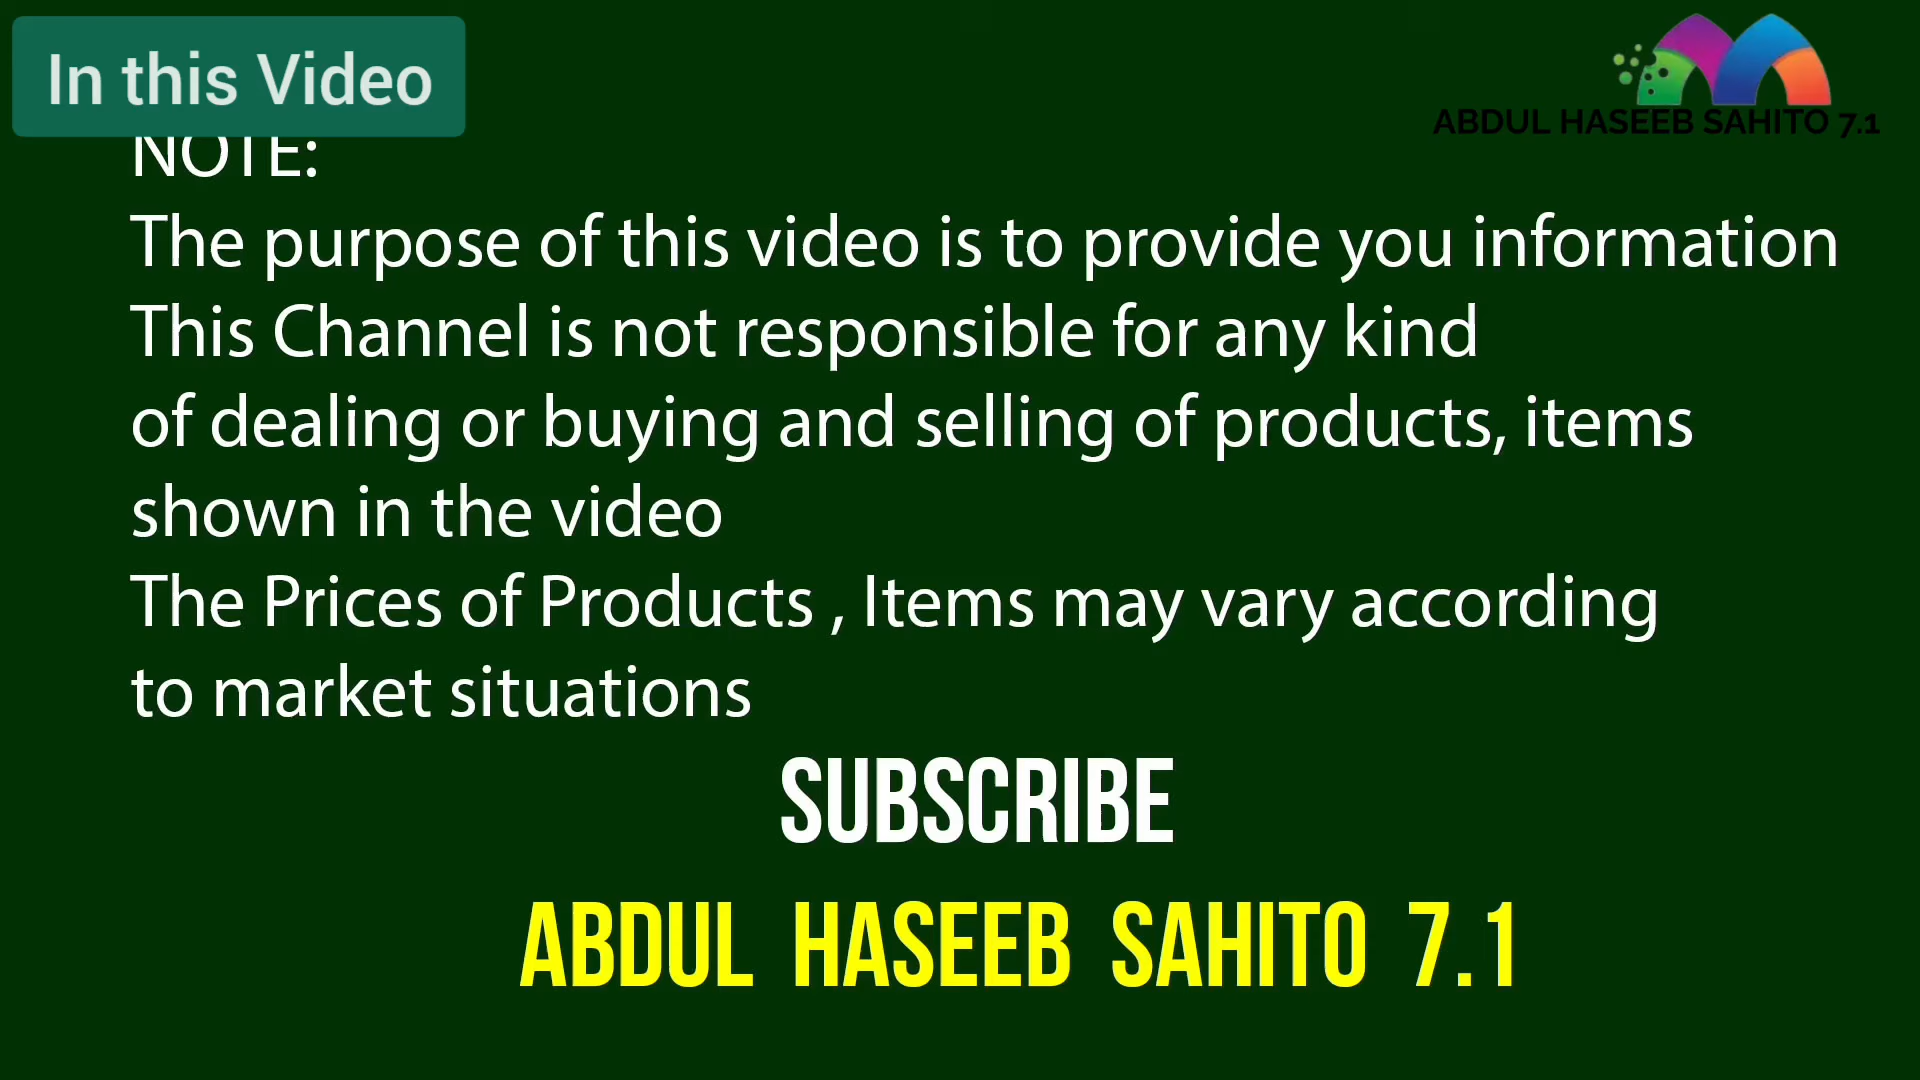 In this Video
ABDUL HASEEB SAHITO 7.1
NOTE:
The purpose of this video is to provide you information
This Channel is not responsible for any kind
of dealing or buying and selling of products, items
shown in the video
The Prices of Products , Items may vary according
to market situations
SUBSCRIBE
ABDUL HASEEB SAHITO 7.1